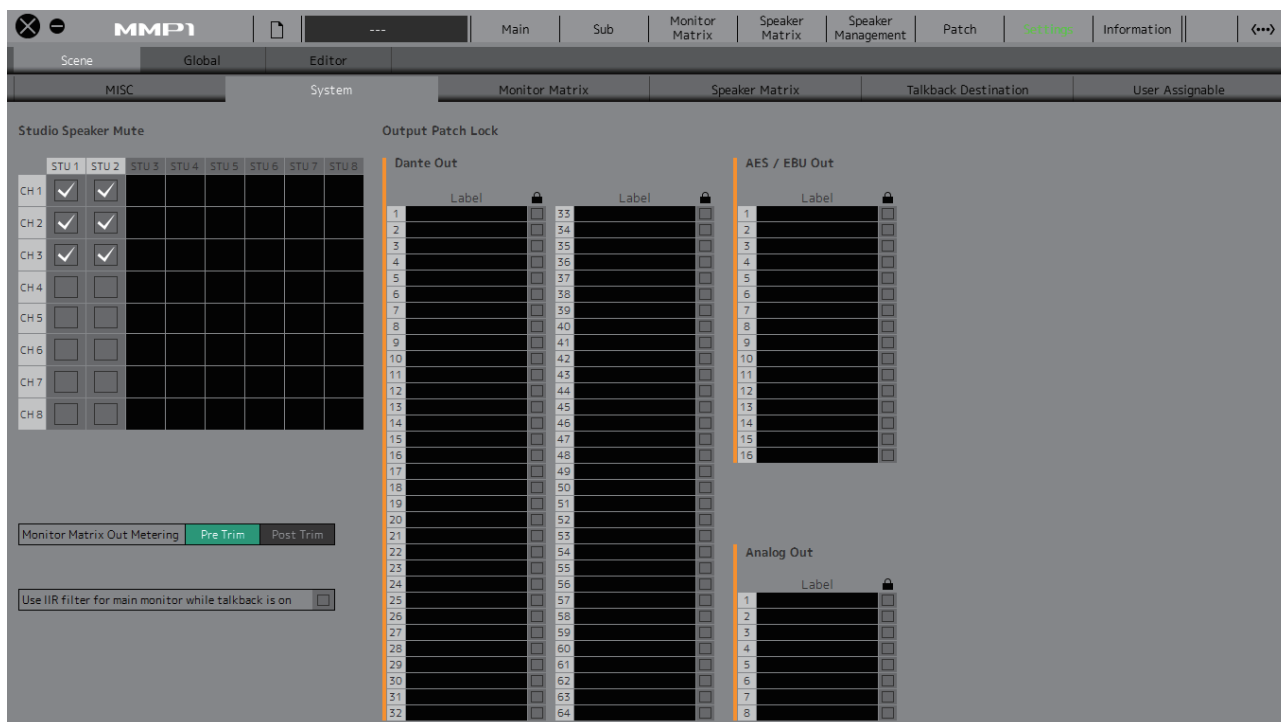 MMP1
---
Main
Sub
Monitor Matrix
Speaker Matrix
Speaker Management
Patch
Settings
Information
Scene
Global
Editor
MISC
System
Monitor Matrix
Speaker Matrix
Talkback Destination
User Assignable
Studio Speaker Mute
STU 1 STU 2 STU 3 STU 4 STU 5 STU 6 STU 7 STU 8
CH 1
CH 2
CH 3
CH 4
CH 5
CH 6
CH 7
CH 8
Monitor Matrix Out Metering Pre Trim Post Trim
Use IIR filter for main monitor while talkback is on
Output Patch Lock
Dante Out
Label Label
1 33
2 34
3 35
4 36
5 37
6 38
7 39
8 40
9 41
10 42
11 43
12 44
13 45
14 46
15 47
16 48
17 49
18 50
19 51
20 52
21 53
22 54
23 55
24 56
25 57
26 58
27 59
28 60
29 61
30 62
31 63
32 64
AES / EBU Out
Label
1
2
3
4
5
6
7
8
9
10
11
12
13
14
15
16
Analog Out
Label
1
2
3
4
5
6
7
8